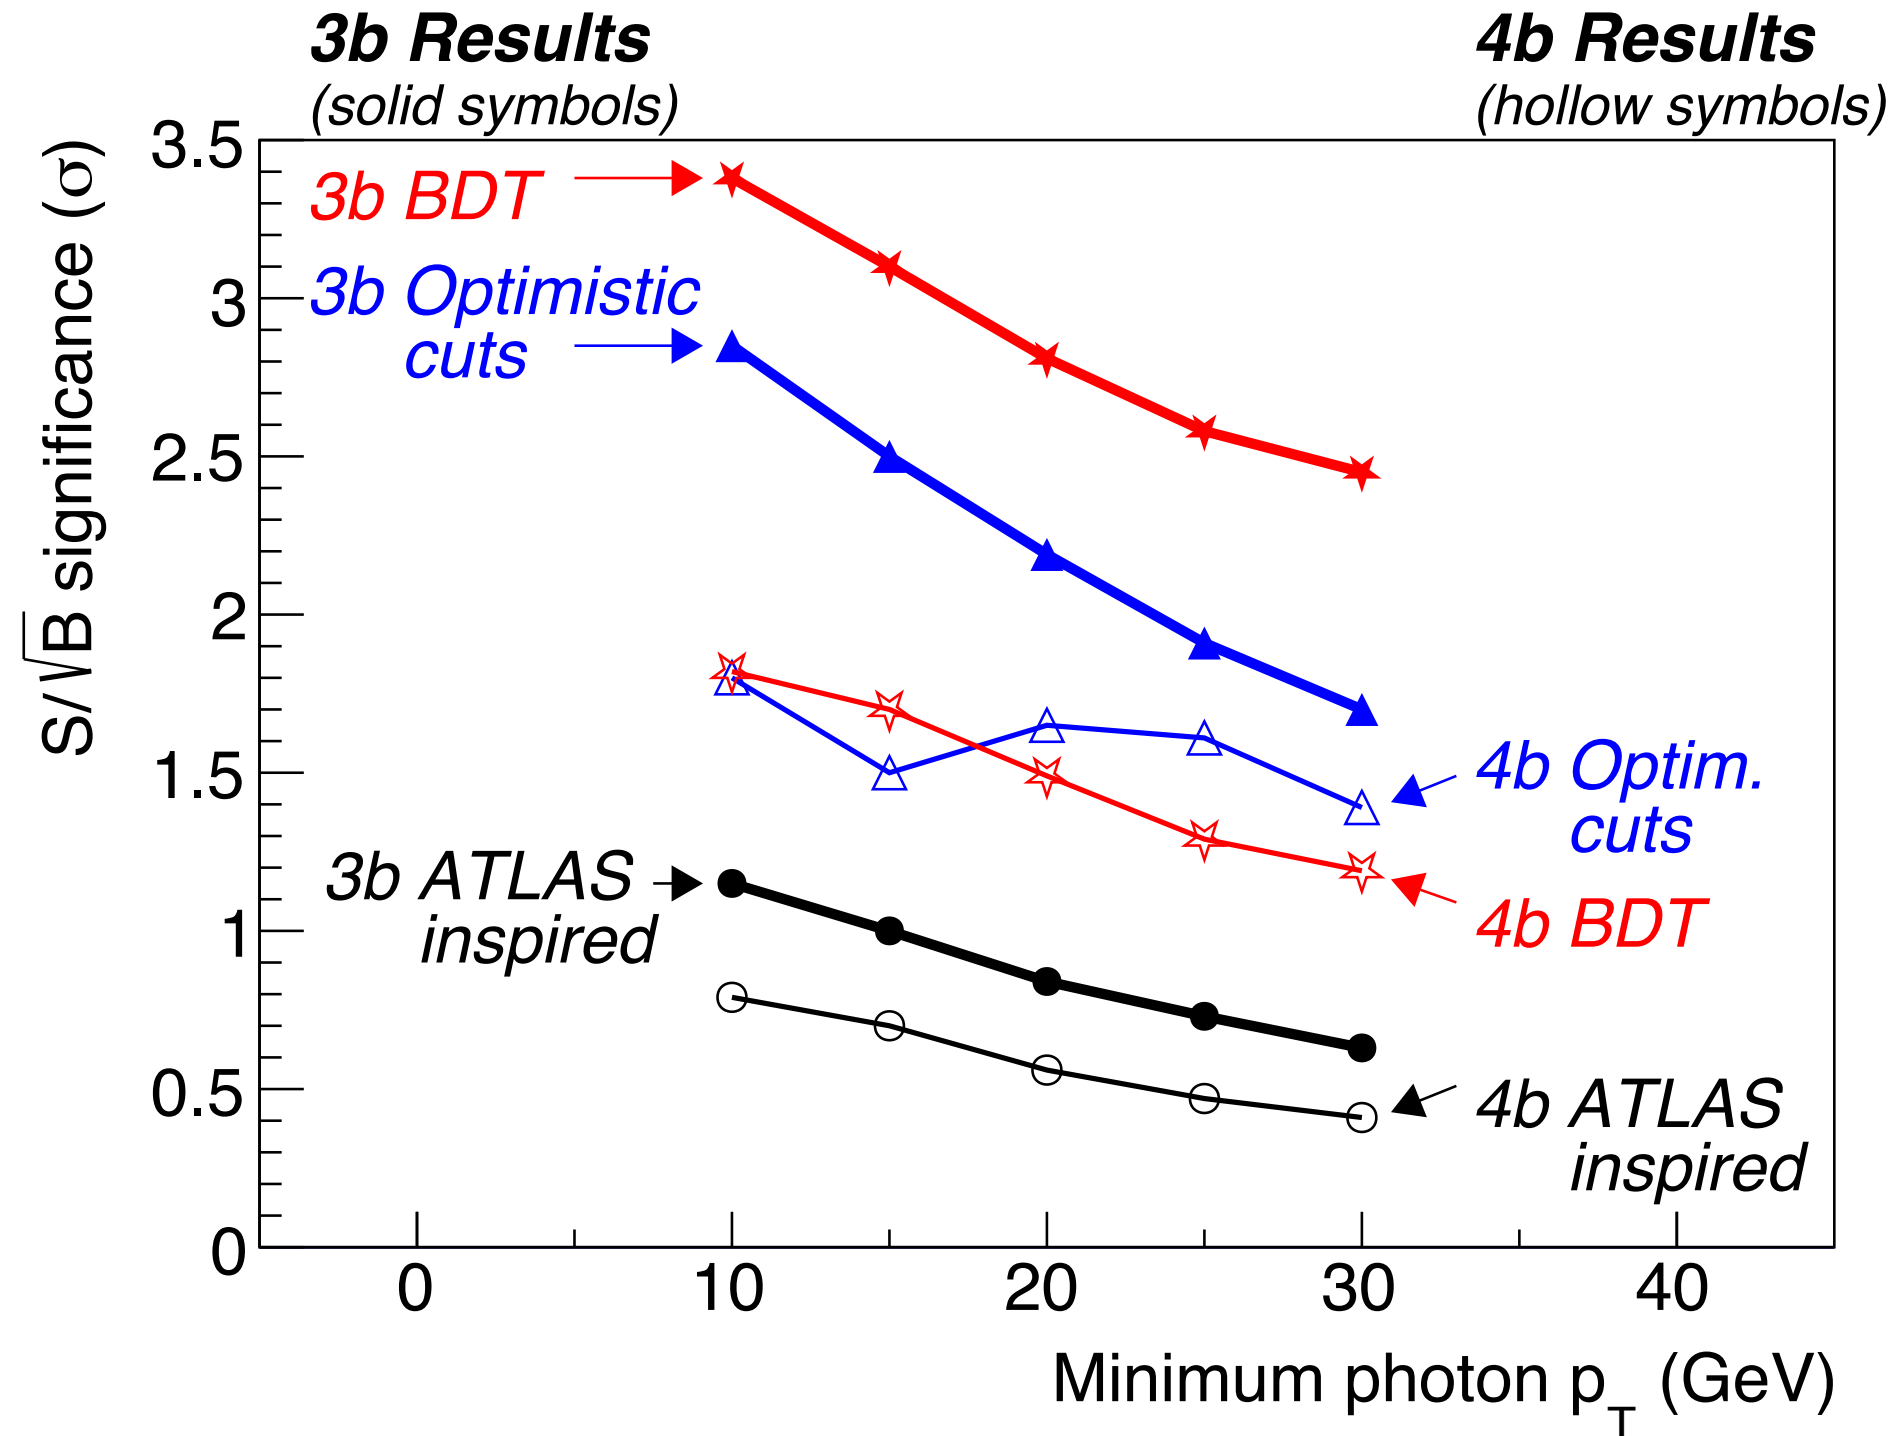 3b Results
(solid symbols)
4b Results
(hollow symbols)
S/√B significance (σ)
3.5
3
2.5
2
1.5
1
0.5
0
3b BDT
3b Optimistic
cuts
3b ATLAS
inspired
4b Optim.
cuts
4b BDT
4b ATLAS
inspired
0 10 20 30 40
Minimum photon p_T (GeV)